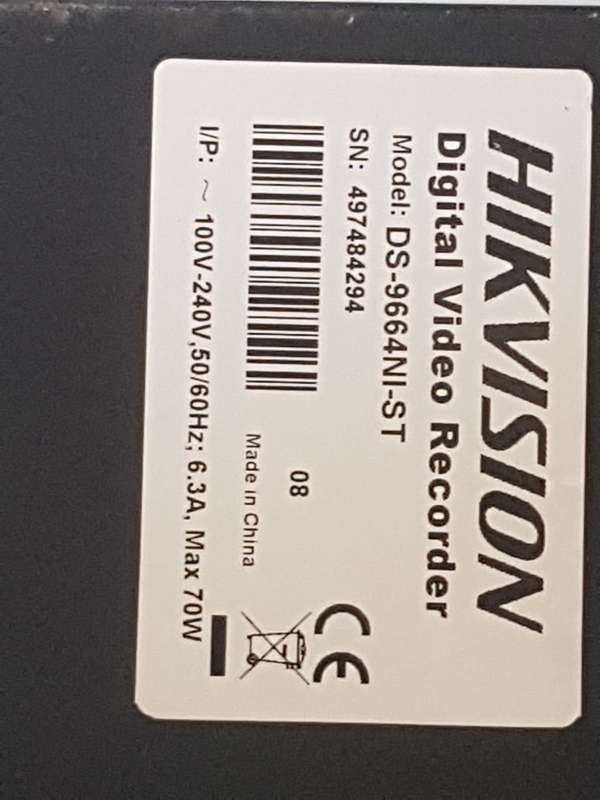 HIKVISION
Digital Video Recorder
Model: DS-9664NI-ST
SN: 497484294
08
Made in China
CE
I/P: ~ 100V-240V,50/60Hz; 6.3A, Max 70W